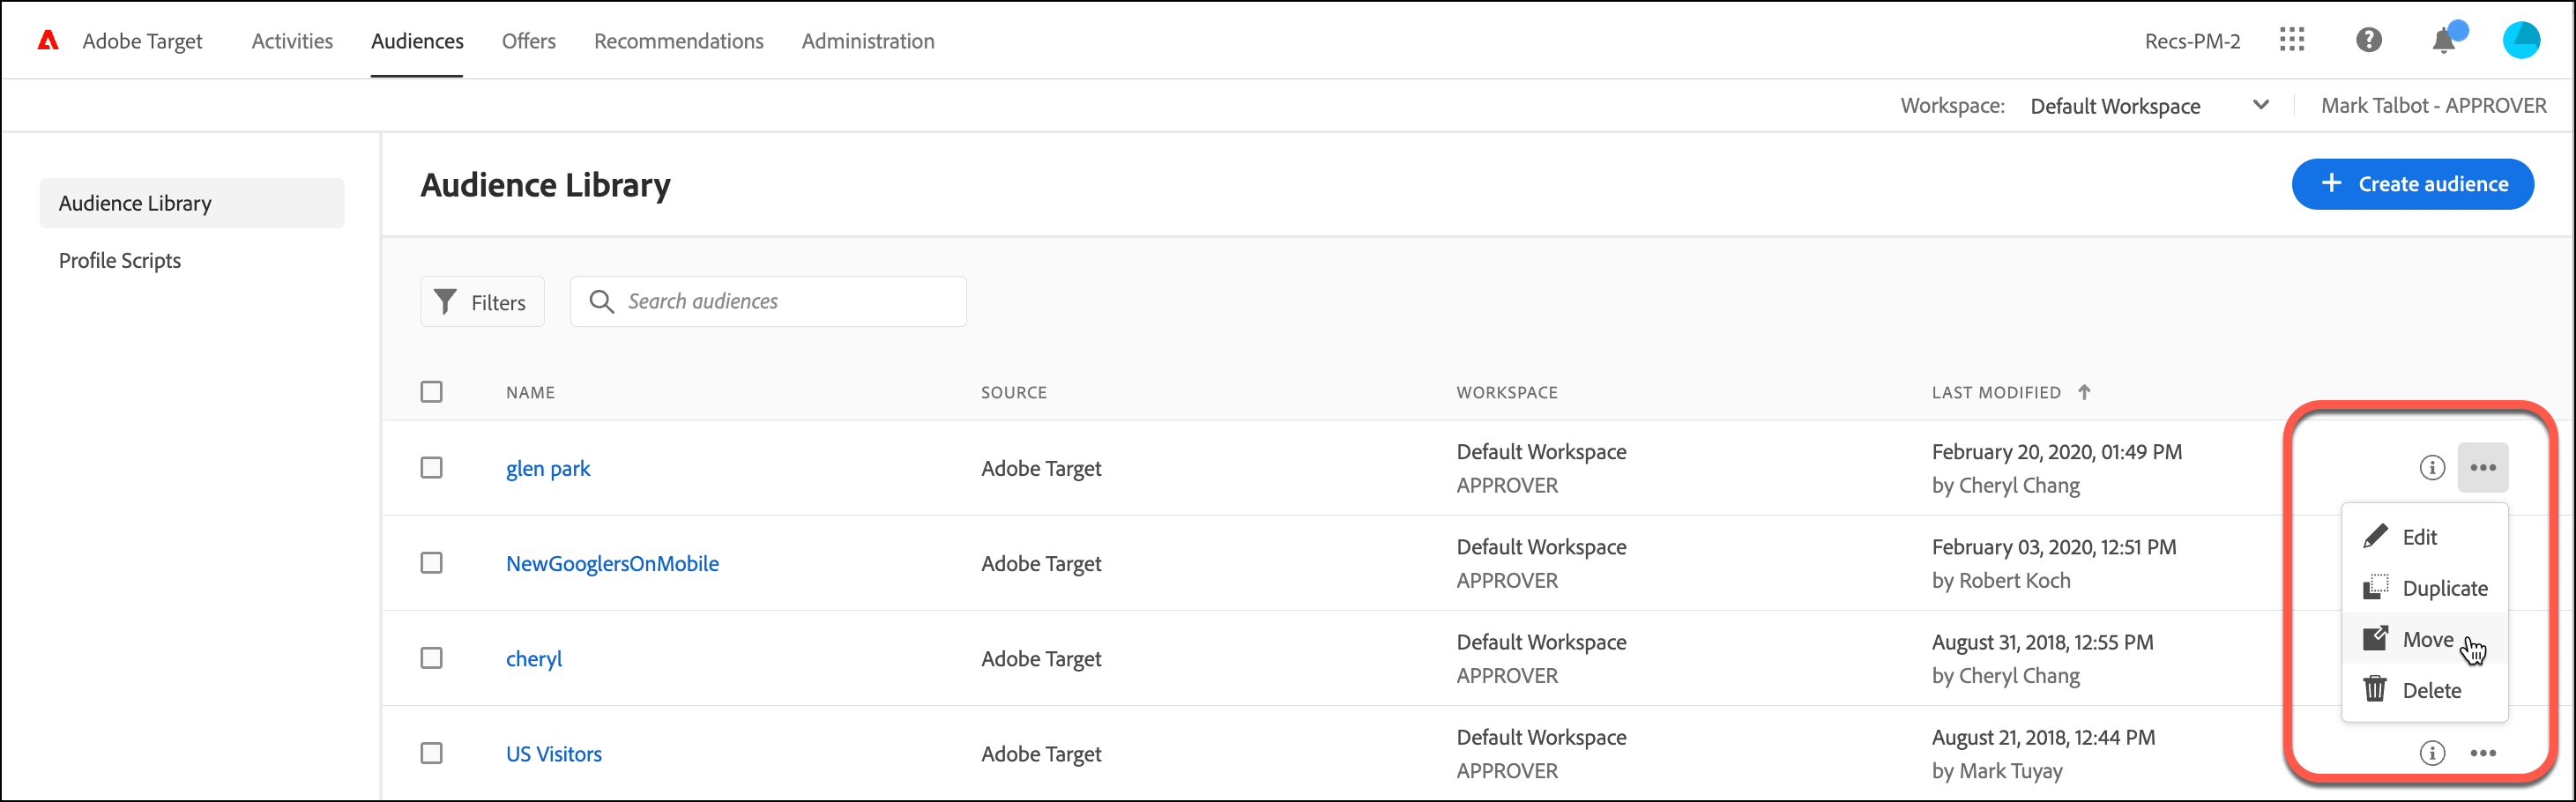 Adobe Target Activities Audiences Offers Recommendations Administration Recs-PM-2
Workspace: Default Workspace Mark Talbot - APPROVER
Audience Library
Profile Scripts
Audience Library
Create audience
Filters Search audiences
NAME SOURCE WORKSPACE LAST MODIFIED
glen park Adobe Target Default Workspace February 20, 2020, 01:49 PM
APPROVER by Cheryl Chang
NewGooglersOnMobile Adobe Target Default Workspace February 03, 2020, 12:51 PM
APPROVER by Robert Koch
cheryl Adobe Target Default Workspace August 31, 2018, 12:55 PM
APPROVER by Cheryl Chang
US Visitors Adobe Target Default Workspace August 21, 2018, 12:44 PM
APPROVER by Mark Tuyay
Edit
Duplicate
Move
Delete